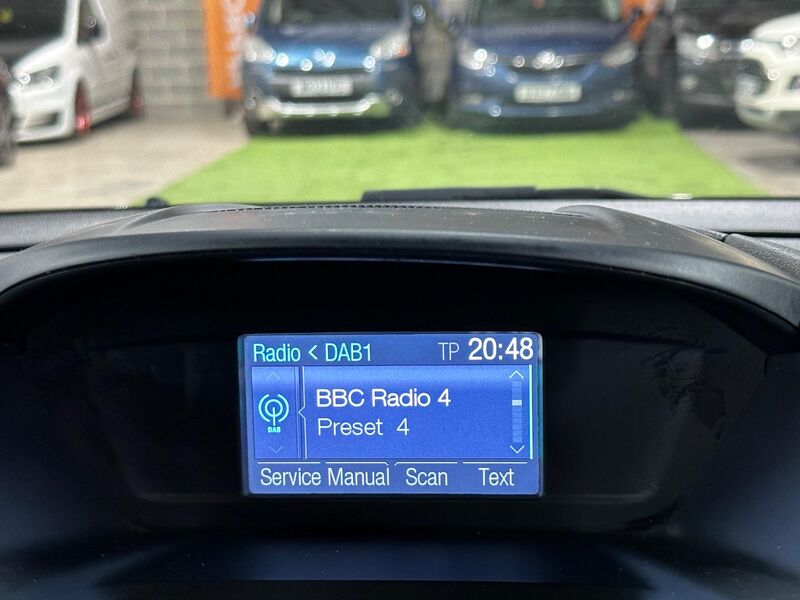 Radio < DAB1 TP 20:48
DAB
BBC Radio 4
Preset 4
Service Manual Scan Text